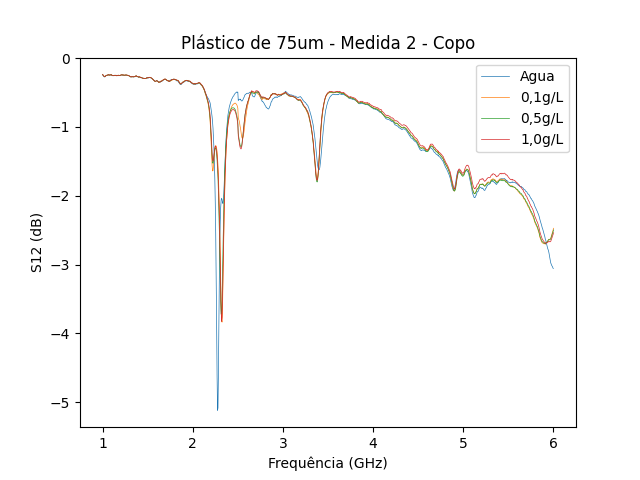 Plástico de 75um - Medida 2 - Copo
0
−1
−2
−3
−4
−5
S12 (dB)
Agua
0,1g/L
0,5g/L
1,0g/L
1
2
3
4
5
6
Frequência (GHz)